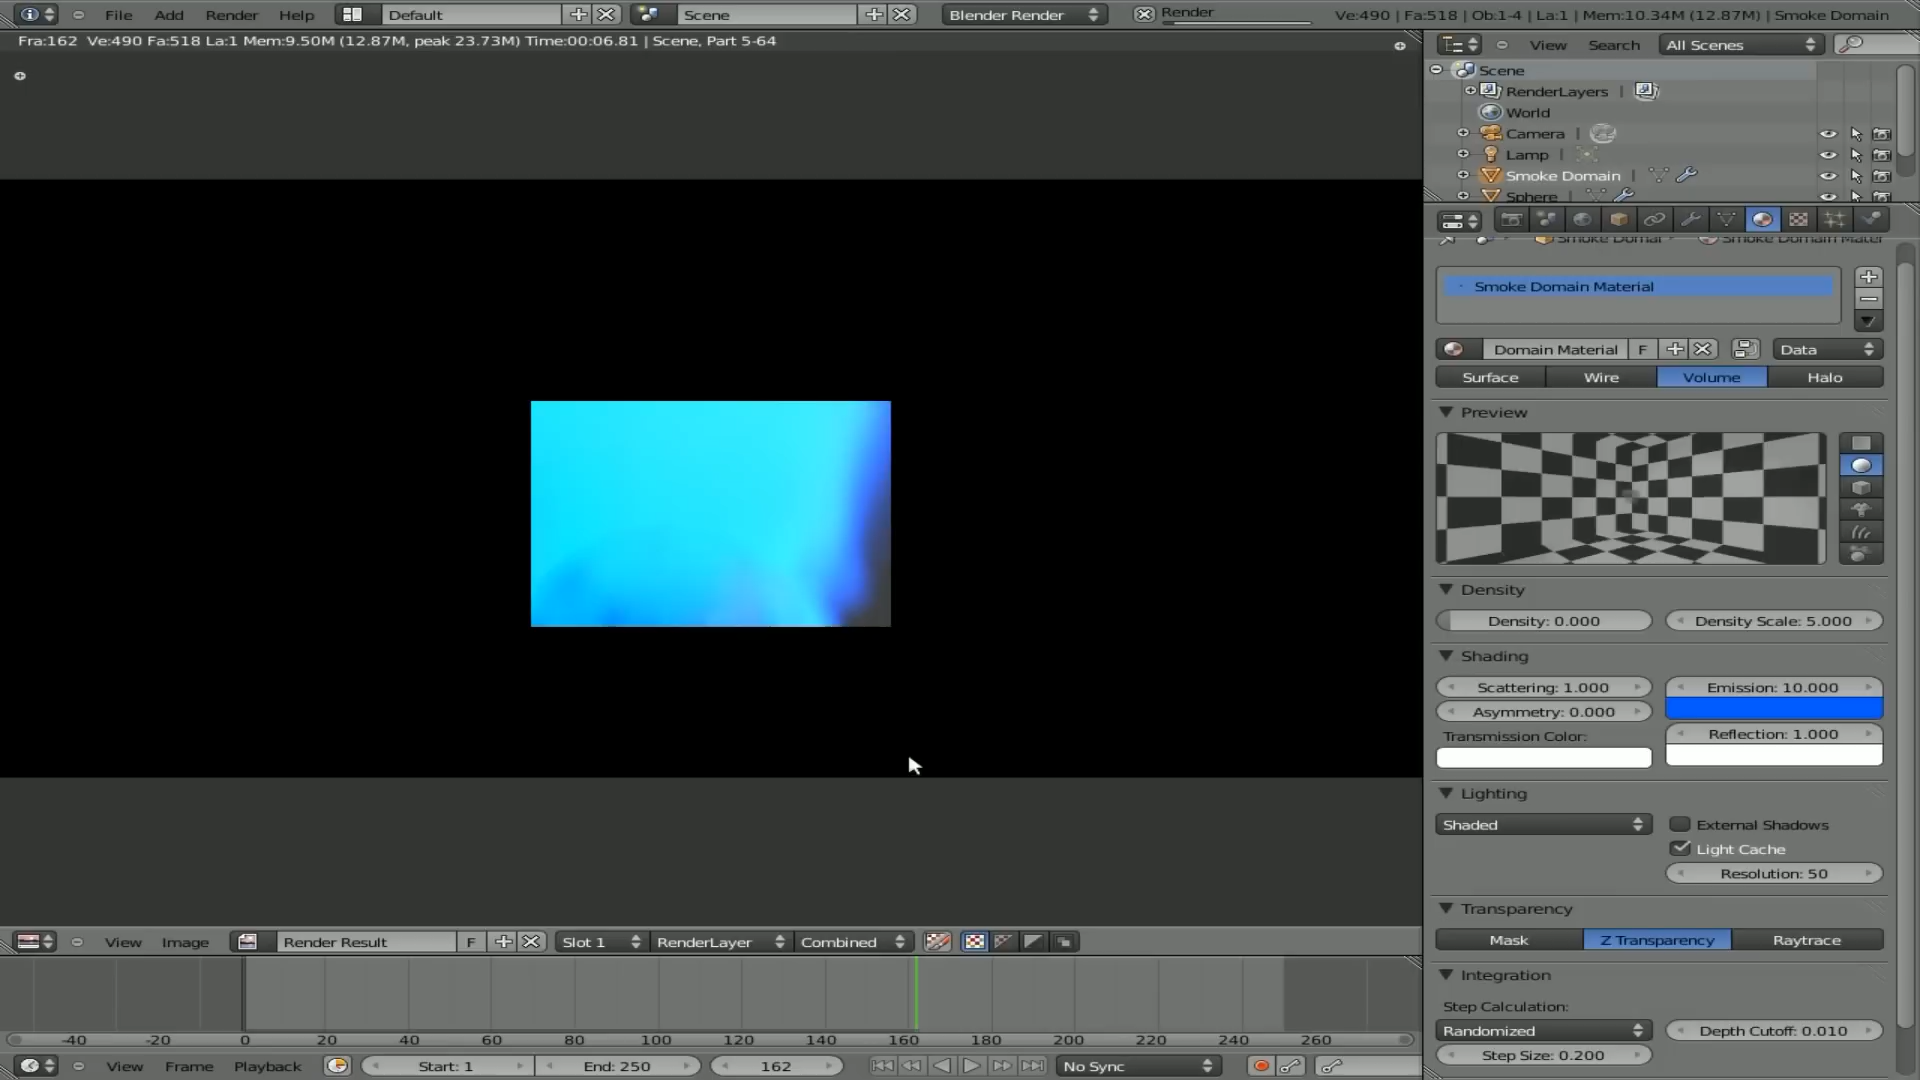 File Add Render Help Default Scene Blender Render Render Ve:490 | Fa:518 | Ob:1-4 | La:1 | Mem:10.34M (12.87M) | Smoke Domain
Fra:162 Ve:490 Fa:518 La:1 Mem:9.50M (12.87M, peak 23.73M) Time:00:06.81 | Scene, Part 5-64
View Search All Scenes
Scene
RenderLayers |
World
Camera |
Lamp |
Smoke Domain |
Sphere |
Smoke Domai Smoke Domain Mater
Smoke Domain Material
Domain Material F Data
Surface Wire Volume Halo
Preview
Density
Density: 0.000 Density Scale: 5.000
Shading
Scattering: 1.000 Emission: 10.000
Asymmetry: 0.000
Transmission Color: Reflection: 1.000
Lighting
Shaded External Shadows
Light Cache
Resolution: 50
Transparency
Mask Z Transparency Raytrace
Integration
Step Calculation:
Randomized Depth Cutoff: 0.010
Step Size: 0.200
View Image Render Result F Slot 1 RenderLayer Combined
-40 -20 0 20 40 60 80 100 120 140 160 180 200 220 240 260
View Frame Playback Start: 1 End: 250 162 No Sync